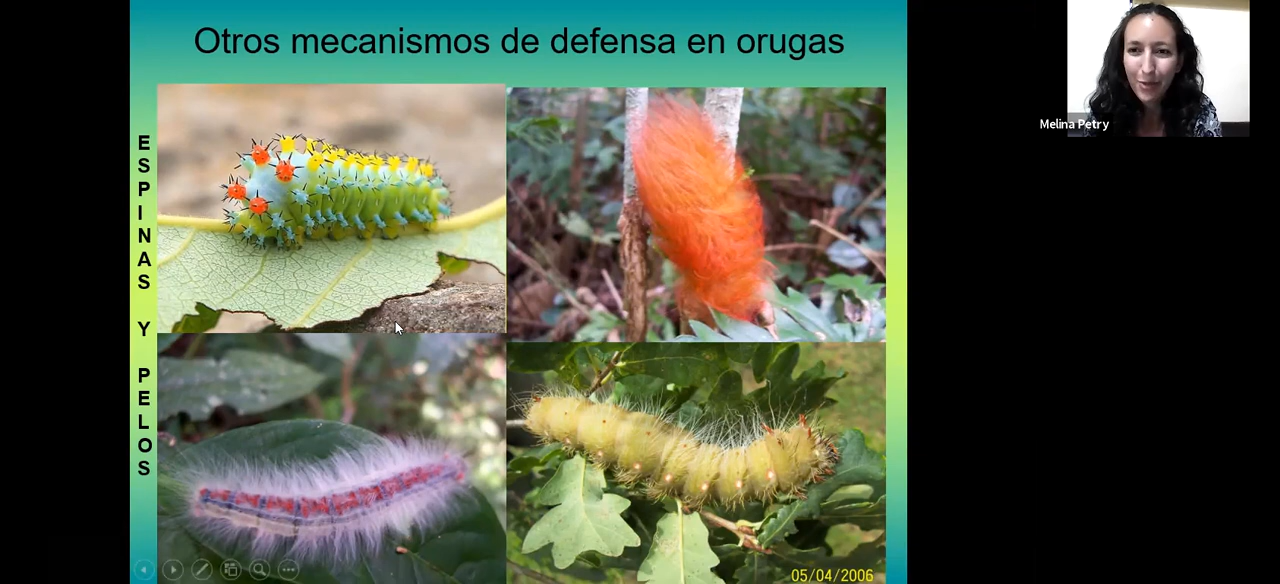 Otros mecanismos de defensa en orugas
ESPINAS Y PELOS
Melina Petry
05/04/2006